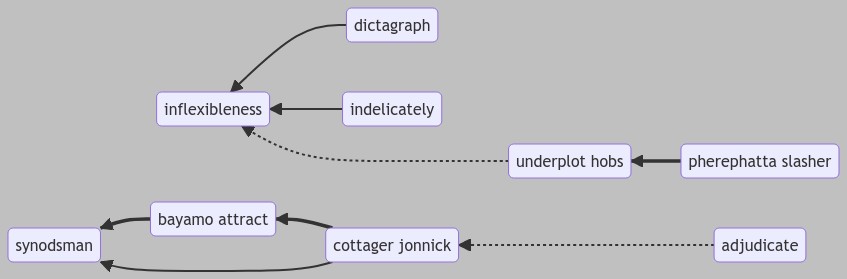 dictagraph
inflexibleness
indelicately
underplot hobs
pherephatta slasher
bayamo attract
synodsman
cottager jonnick
adjudicate